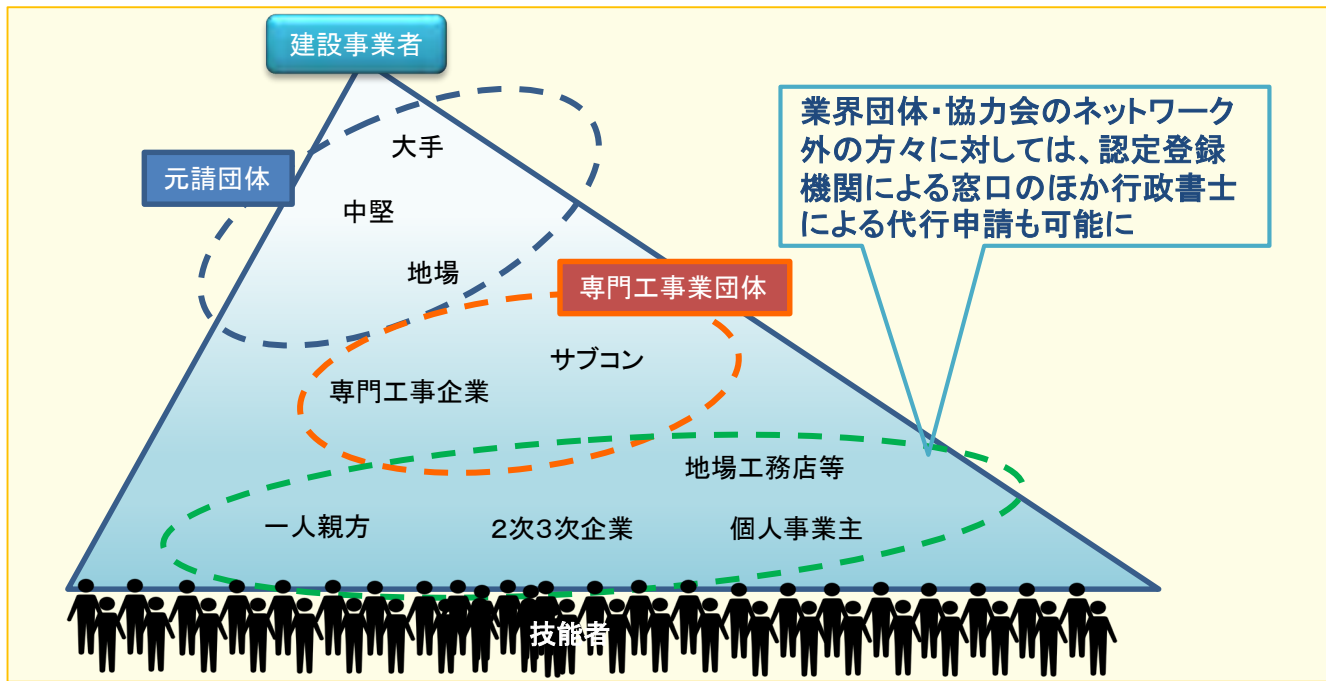 建設事業者
大手
元請団体
中堅
地場
業界団体・協力会のネットワーク
外の方々に対しては、認定登録
機関による窓口のほか行政書士
による代行申請も可能に
専門工事業団体
サブコン
専門工事企業
地場工務店等
一人親方
2次3次企業
個人事業主
技能者